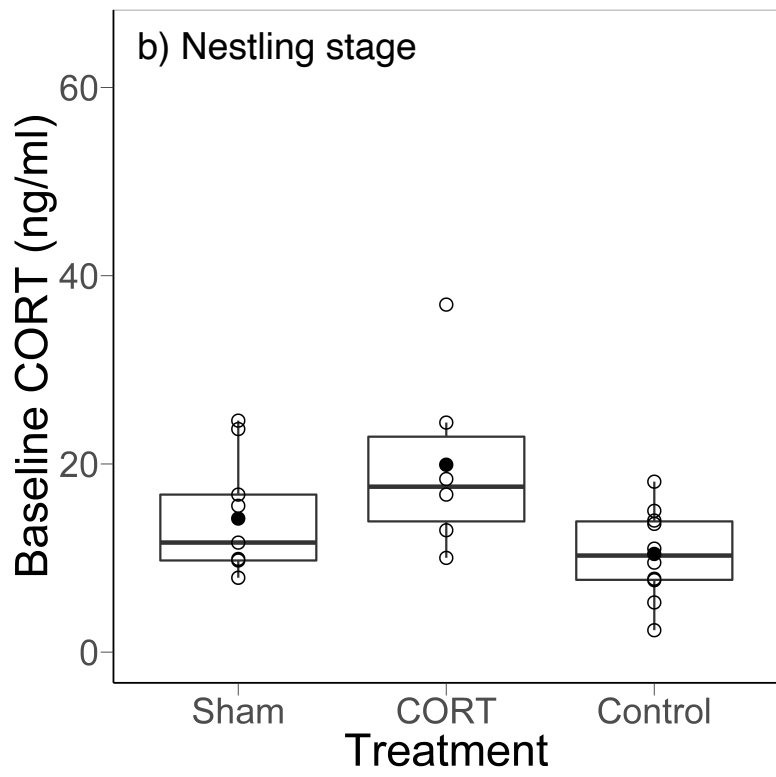 b) Nestling stage
Baseline CORT (ng/ml)
60
40
20
0
Sham CORT Control
Treatment